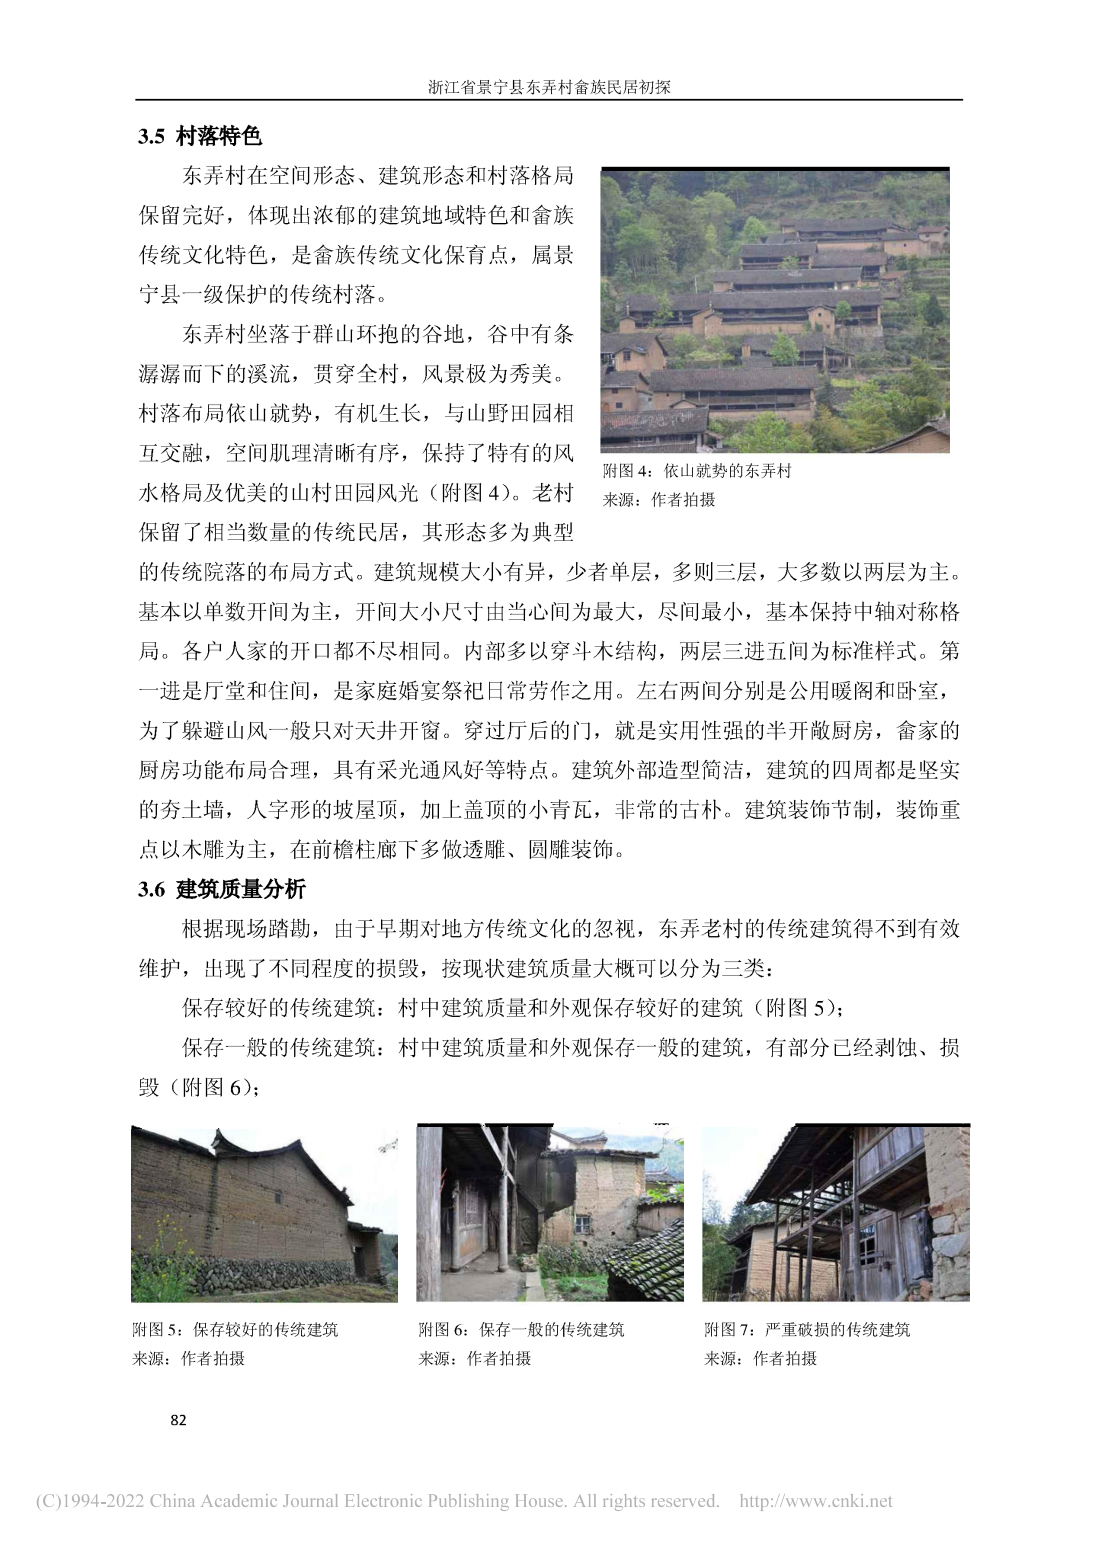 浙江省景宁县东弄村畲族民居初探
3.5 村落特色
东弄村在空间形态、建筑形态和村落格局
保留完好，体现出浓郁的建筑地域特色和畲族
传统文化特色，是畲族传统文化保育点，属景
宁县一级保护的传统村落。
东弄村坐落于群山环抱的谷地，谷中有条
潺潺而下的溪流，贯穿全村，风景极为秀美。
村落布局依山就势，有机生长，与山野田园相
互交融，空间肌理清晰有序，保持了特有的风
水格局及优美的山村田园风光（附图 4）。老村
保留了相当数量的传统民居，其形态多为典型
附图 4：依山就势的东弄村
来源：作者拍摄
的传统院落的布局方式。建筑规模大小有异，少者单层，多则三层，大多数以两层为主。
基本以单数开间为主，开间大小尺寸由当心间为最大，尽间最小，基本保持中轴对称格
局。各户人家的开口都不尽相同。内部多以穿斗木结构，两层三进五间为标准样式。第
一进是厅堂和住间，是家庭婚宴祭祀日常劳作之用。左右两间分别是公用暖阁和卧室，
为了躲避山风一般只对天井开窗。穿过厅后的门，就是实用性强的半开敞厨房，畲家的
厨房功能布局合理，具有采光通风好等特点。建筑外部造型简洁，建筑的四周都是坚实
的夯土墙，人字形的坡屋顶，加上盖顶的小青瓦，非常的古朴。建筑装饰节制，装饰重
点以木雕为主，在前檐柱廊下多做透雕、圆雕装饰。
3.6 建筑质量分析
根据现场踏勘，由于早期对地方传统文化的忽视，东弄老村的传统建筑得不到有效
维护，出现了不同程度的损毁，按现状建筑质量大概可以分为三类：
保存较好的传统建筑：村中建筑质量和外观保存较好的建筑（附图 5）；
保存一般的传统建筑：村中建筑质量和外观保存一般的建筑，有部分已经剥蚀、损
毁（附图 6）；
附图 5：保存较好的传统建筑
来源：作者拍摄
附图 6：保存一般的传统建筑
来源：作者拍摄
附图 7：严重破损的传统建筑
来源：作者拍摄
82
(C)1994-2022 China Academic Journal Electronic Publishing House. All rights reserved. http://www.cnki.net